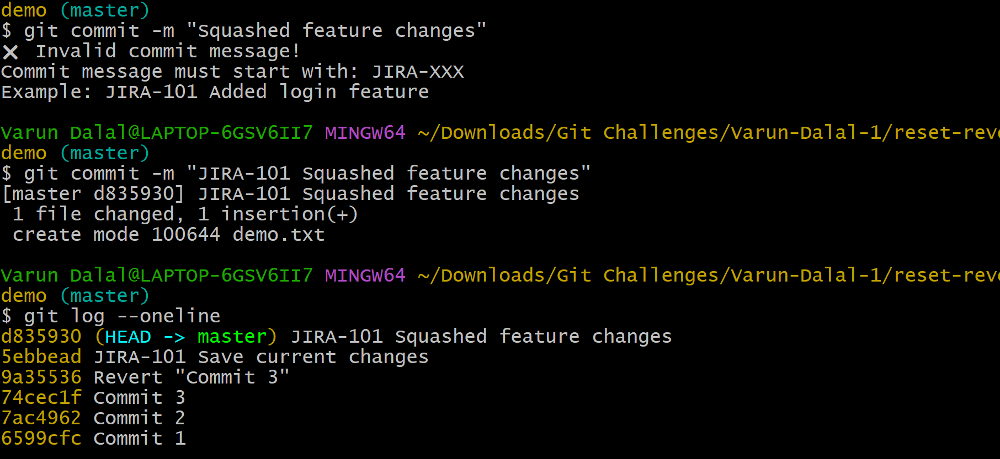 demo (master)
$ git commit -m "Squashed feature changes"
❌ Invalid commit message!
Commit message must start with: JIRA-XXX
Example: JIRA-101 Added login feature
Varun Dalal@LAPTOP-6GSV6II7 MINGW64 ~/Downloads/Git Challenges/Varun-Dalal-1/reset-reve
demo (master)
$ git commit -m "JIRA-101 Squashed feature changes"
[master d835930] JIRA-101 Squashed feature changes
 1 file changed, 1 insertion(+)
 create mode 100644 demo.txt
Varun Dalal@LAPTOP-6GSV6II7 MINGW64 ~/Downloads/Git Challenges/Varun-Dalal-1/reset-reve
demo (master)
$ git log --oneline
d835930 (HEAD -> master) JIRA-101 Squashed feature changes
5ebbead JIRA-101 Save current changes
9a35536 Revert "Commit 3"
74cec1f Commit 3
7ac4962 Commit 2
6599cfc Commit 1